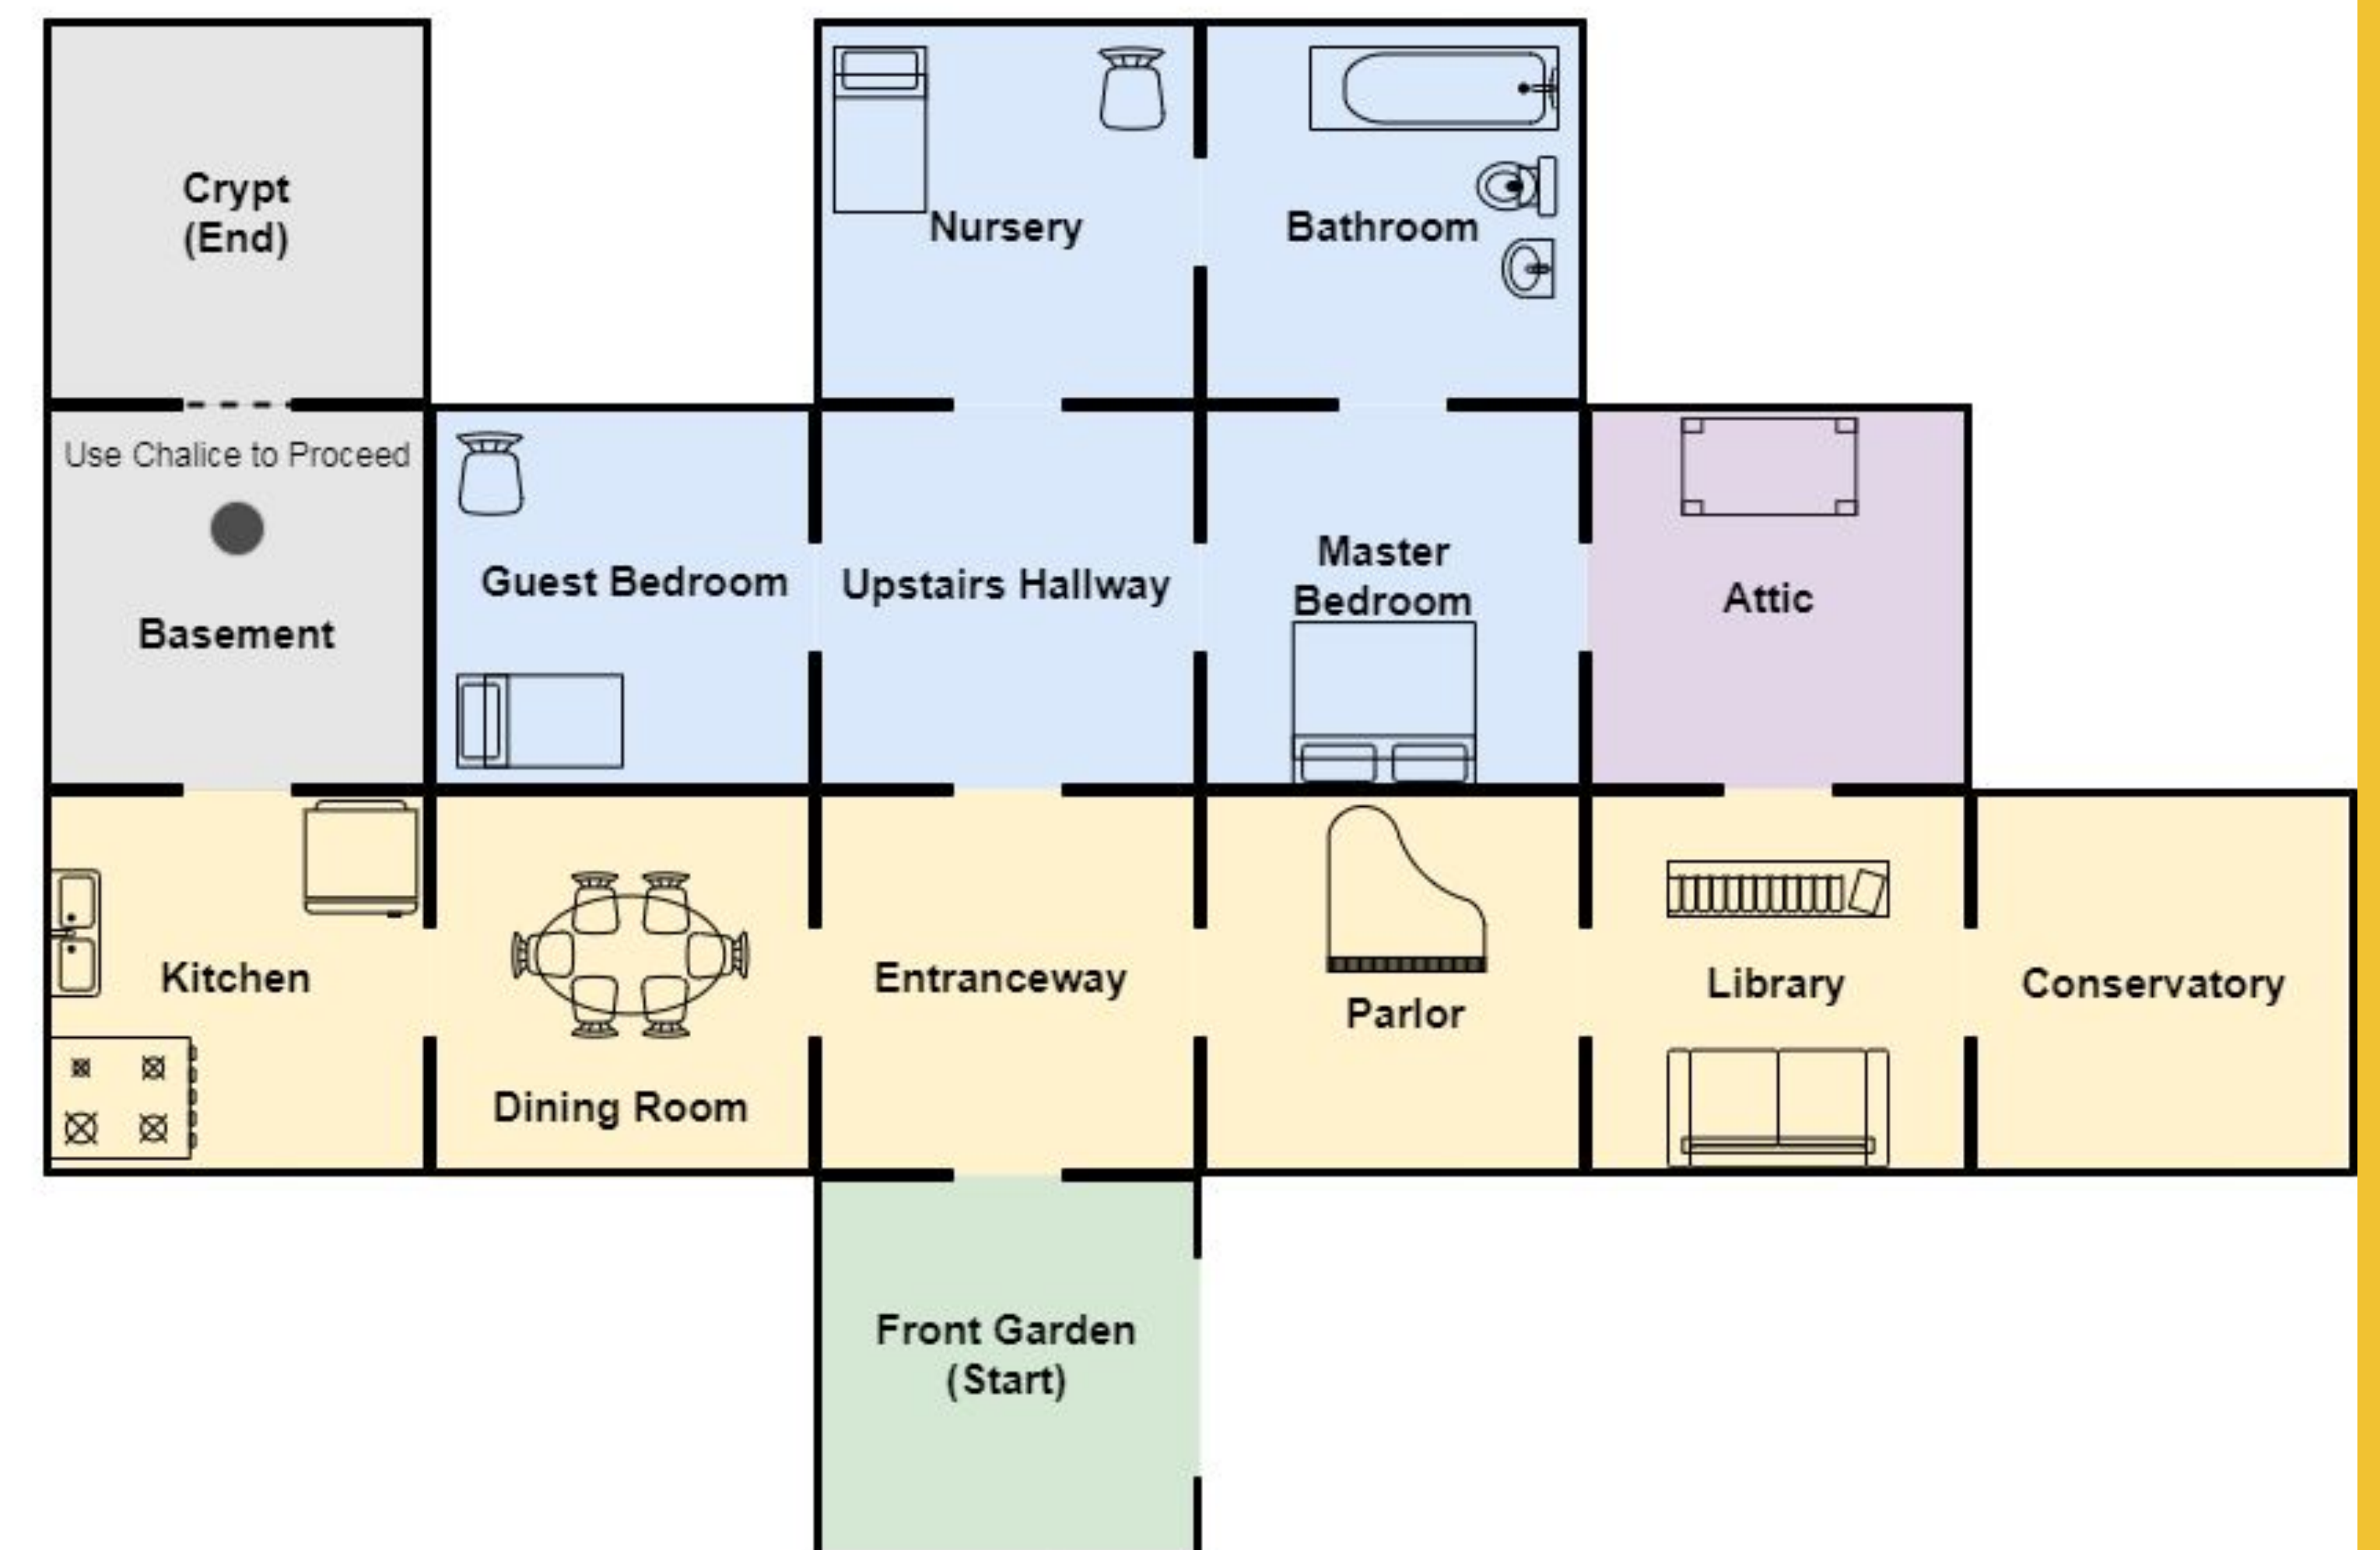 Crypt
(End)
Nursery
Bathroom
Use Chalice to Proceed
Basement
Guest Bedroom
Upstairs Hallway
Master
Bedroom
Attic
Kitchen
Dining Room
Entranceway
Parlor
Library
Conservatory
Front Garden
(Start)